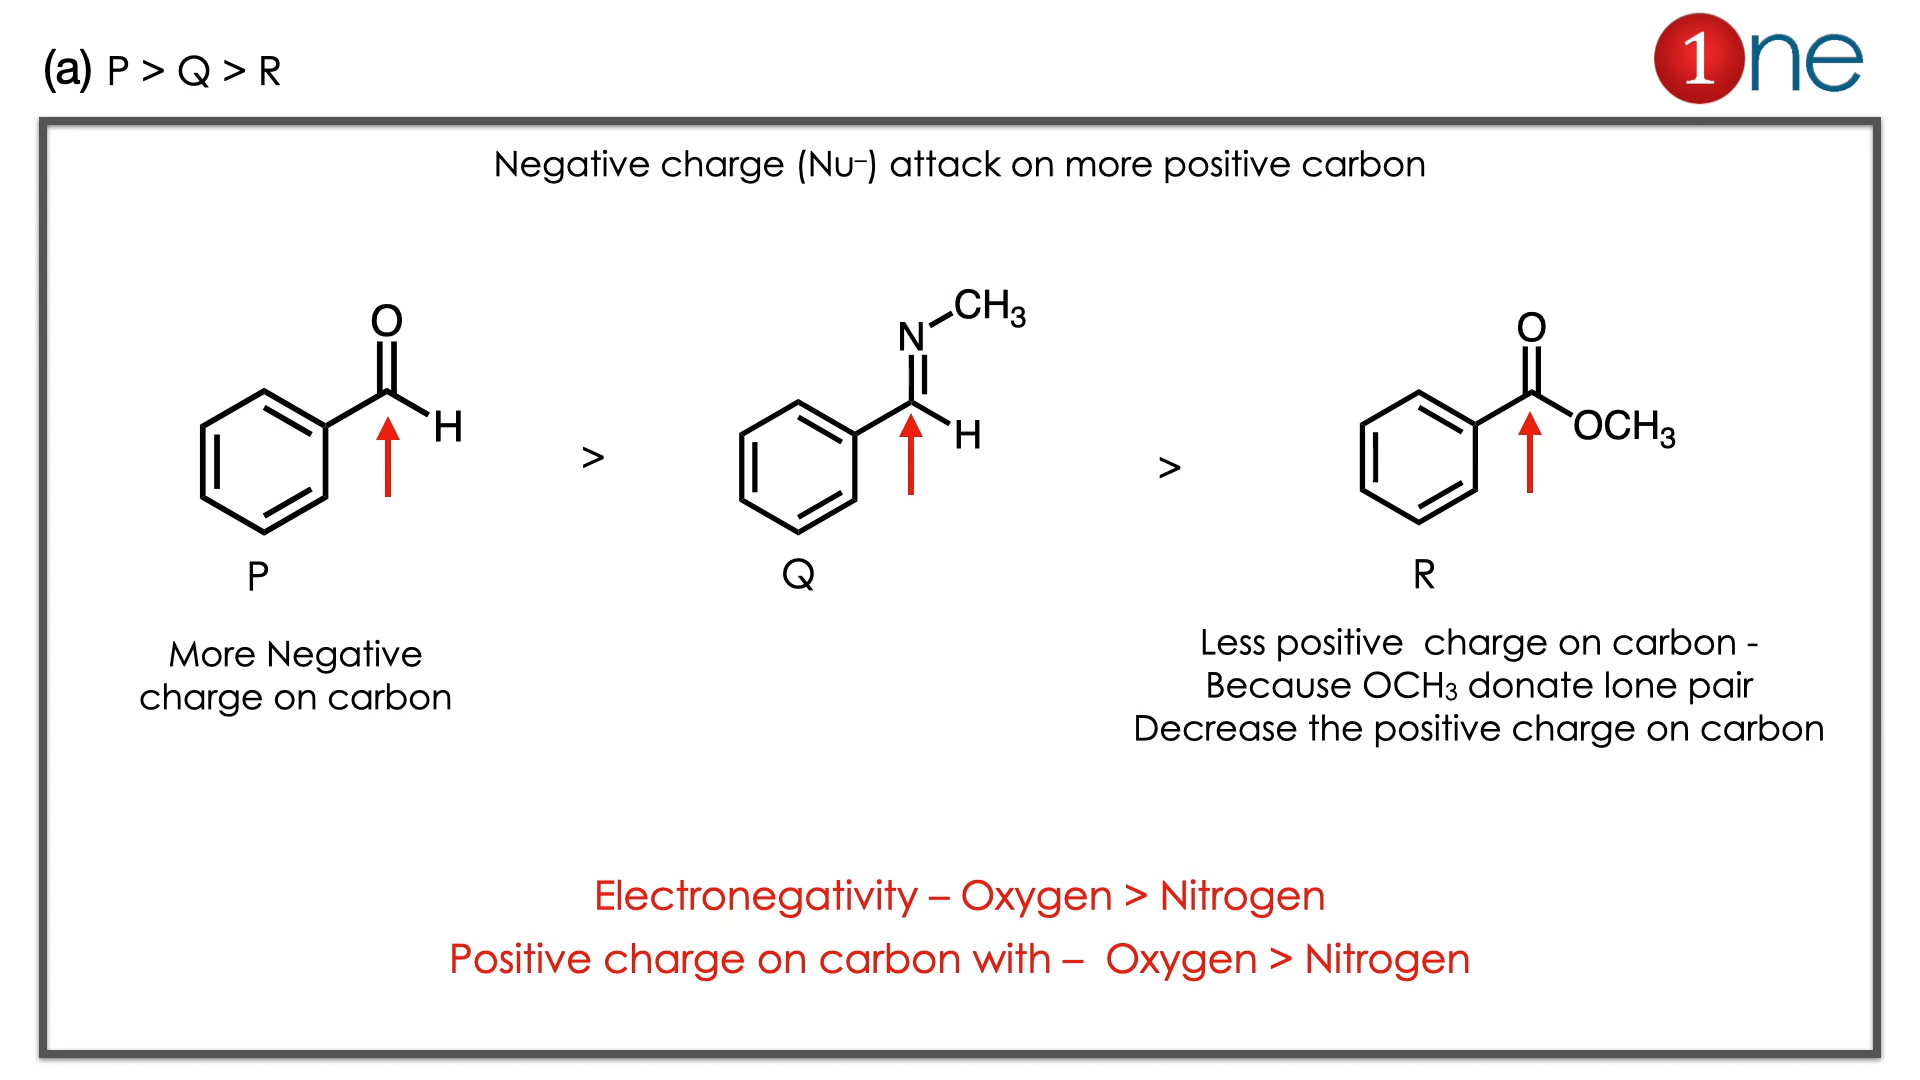 (a) P > Q > R
1ne
Negative charge (Nu⁻) attack on more positive carbon
O
H
P
>
N
CH₃
H
Q
>
O
OCH₃
R
More Negative
charge on carbon
Less positive charge on carbon -
Because OCH₃ donate lone pair
Decrease the positive charge on carbon
Electronegativity – Oxygen > Nitrogen
Positive charge on carbon with – Oxygen > Nitrogen